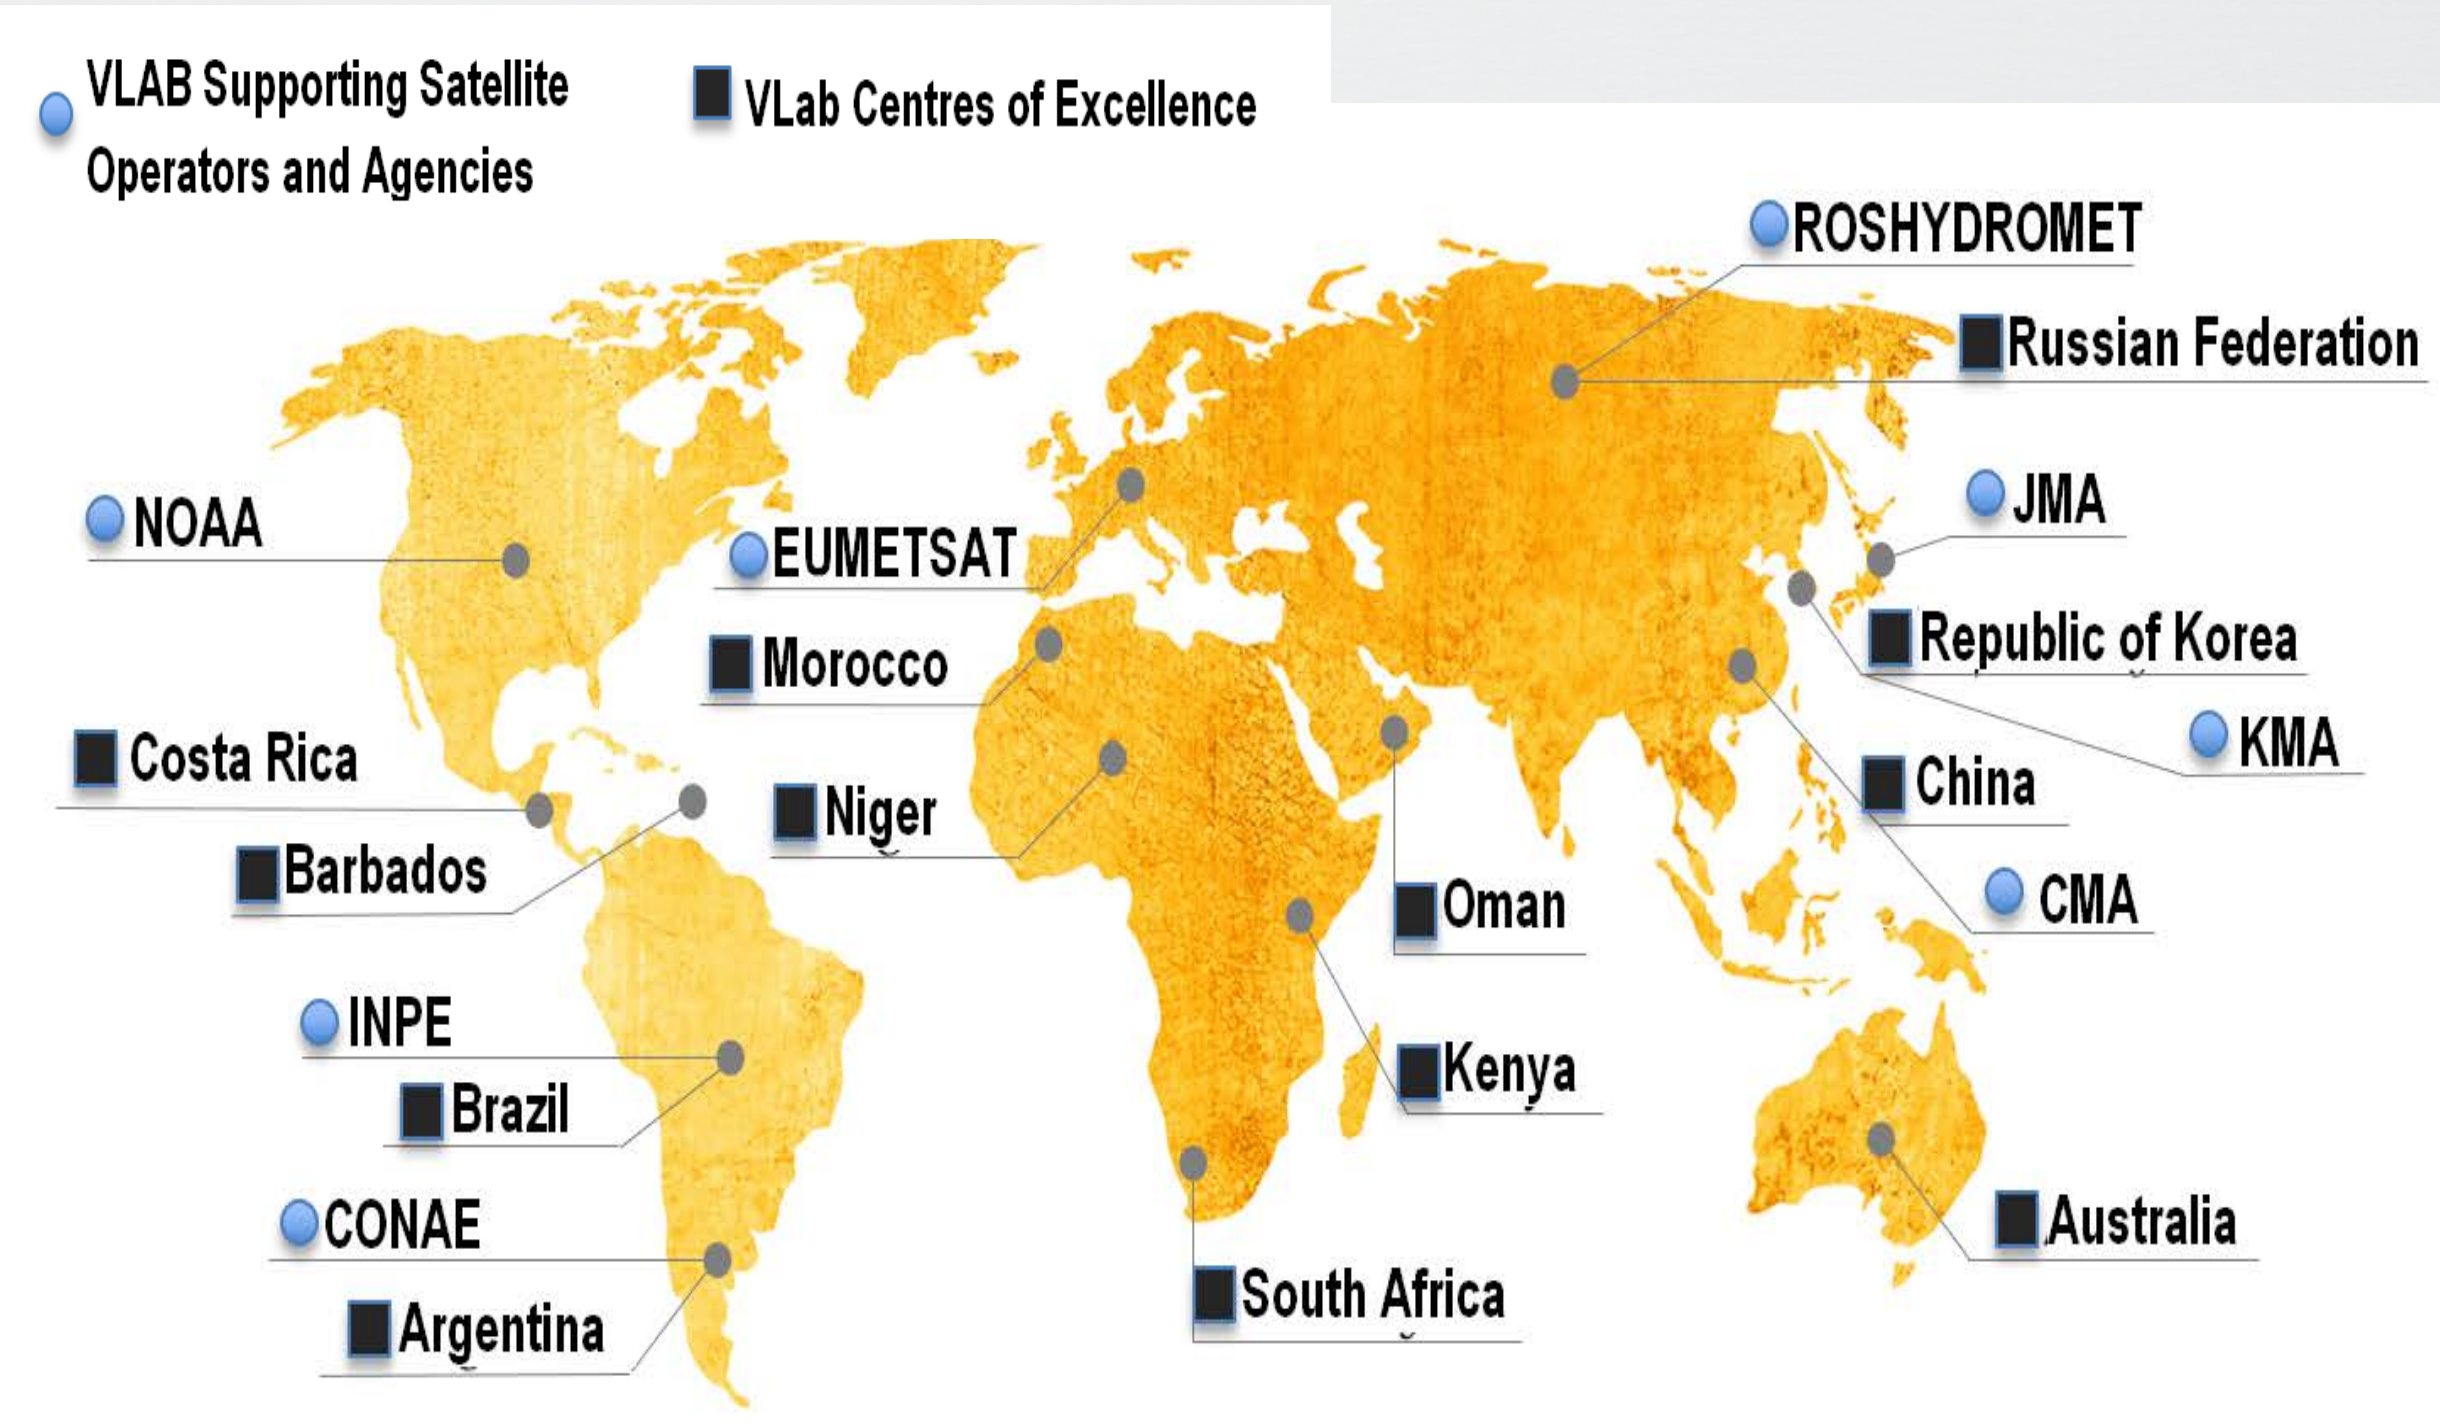 VLAB Supporting Satellite
Operators and Agencies
VLab Centres of Excellence
ROSHYDROMET
Russian Federation
NOAA
EUMETSAT
JMA
Morocco
Republic of Korea
Costa Rica
KMA
Niger
China
Barbados
Oman
CMA
INPE
Kenya
Brazil
CONAE
Australia
South Africa
Argentina